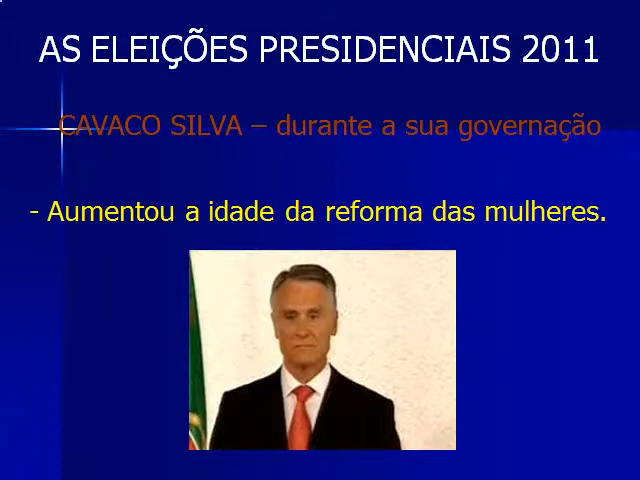 AS ELEIÇÕES PRESIDENCIAIS 2011
CAVACO SILVA – durante a sua governação
- Aumentou a idade da reforma das mulheres.